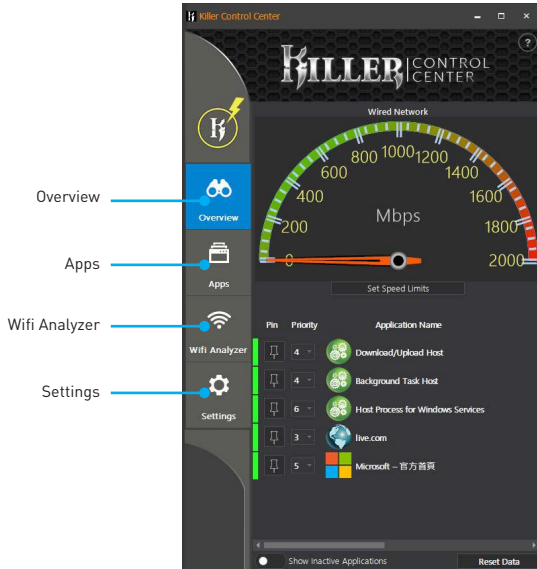 Killer Control Center
KILLER CONTROL CENTER
?
Wired Network
0 200 400 600 800 1000 1200 1400 1600 1800 2000
Mbps
Set Speed Limits
Overview
Overview
Apps
Apps
Wifi Analyzer
Wifi Analyzer
Settings
Settings
Pin Priority Application Name
4 Download/Upload Host
4 Background Task Host
6 Host Process for Windows Services
3 live.com
5 Microsoft – 官方首頁
Show Inactive Applications
Reset Data